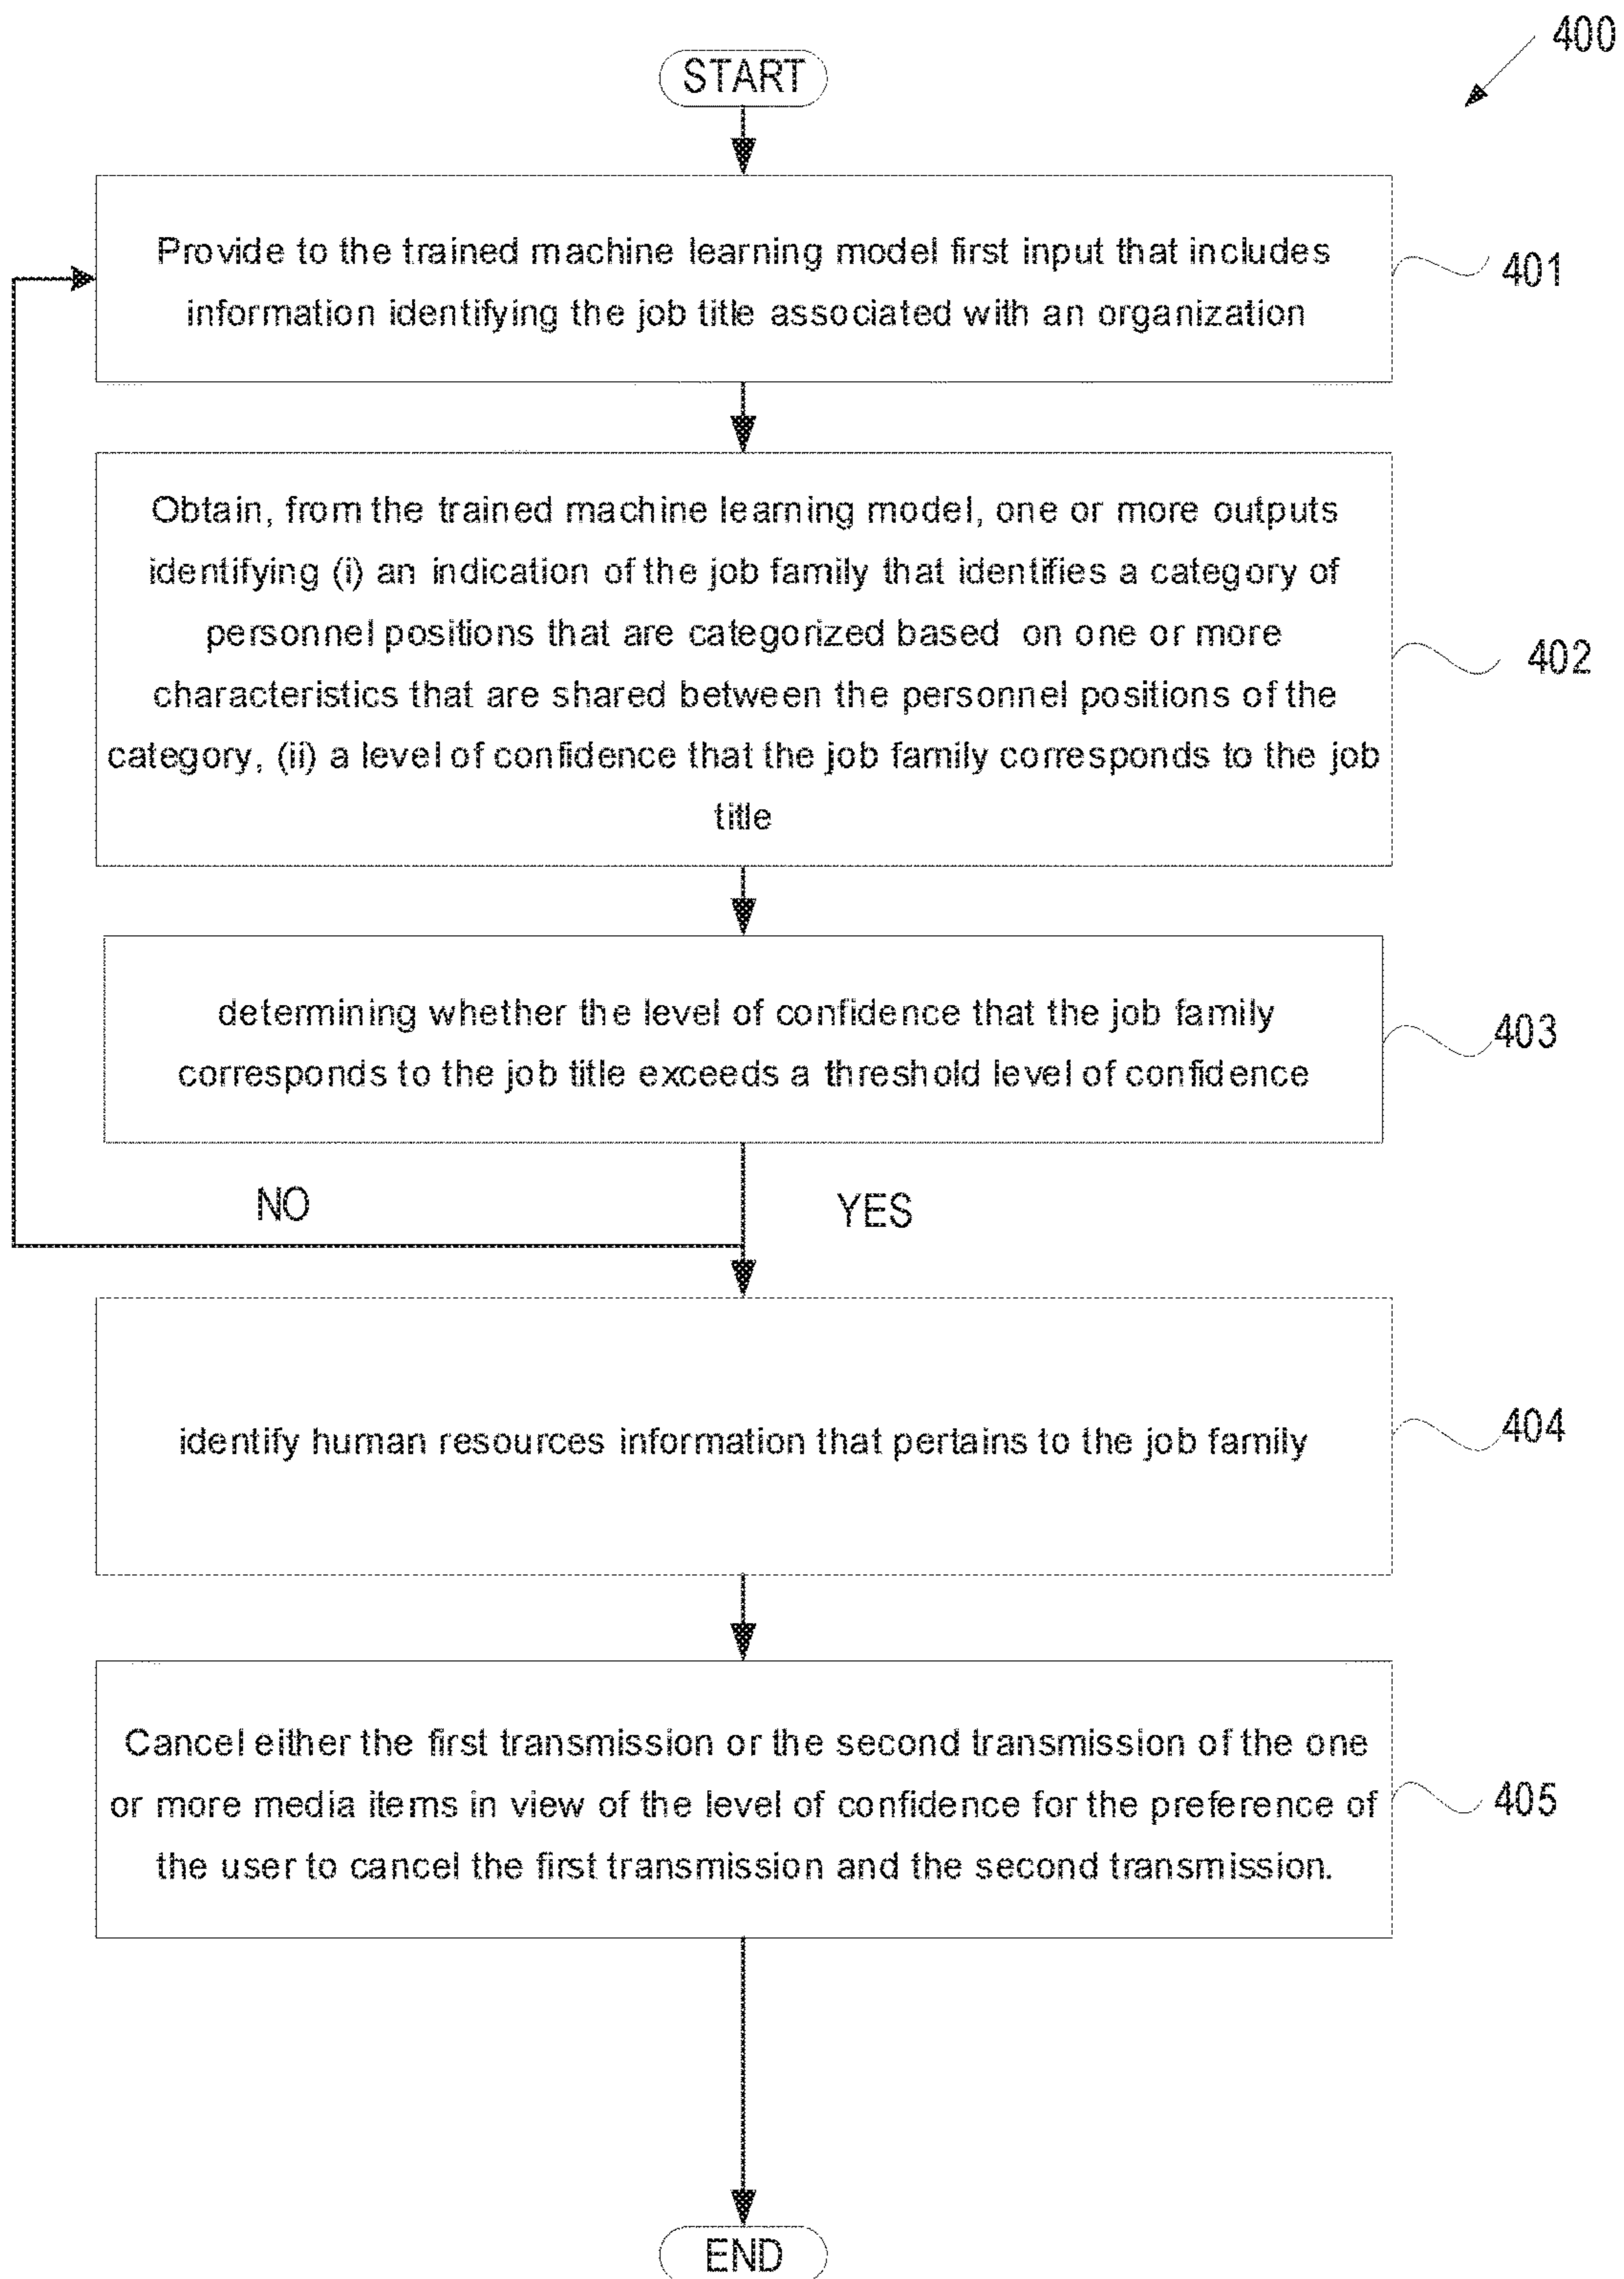 400
START
Provide to the trained machine learning model first input that includes
information identifying the job title associated with an organization
401
Obtain, from the trained machine learning model, one or more outputs
identifying (i) an indication of the job family that identifies a category of
personnel positions that are categorized based on one or more
characteristics that are shared between the personnel positions of the
category, (ii) a level of confidence that the job family corresponds to the job
title
402
determining whether the level of confidence that the job family
corresponds to the job title exceeds a threshold level of confidence
403
NO
YES
identify human resources information that pertains to the job family
404
Cancel either the first transmission or the second transmission of the one
or more media items in view of the level of confidence for the preference of
the user to cancel the first transmission and the second transmission.
405
END